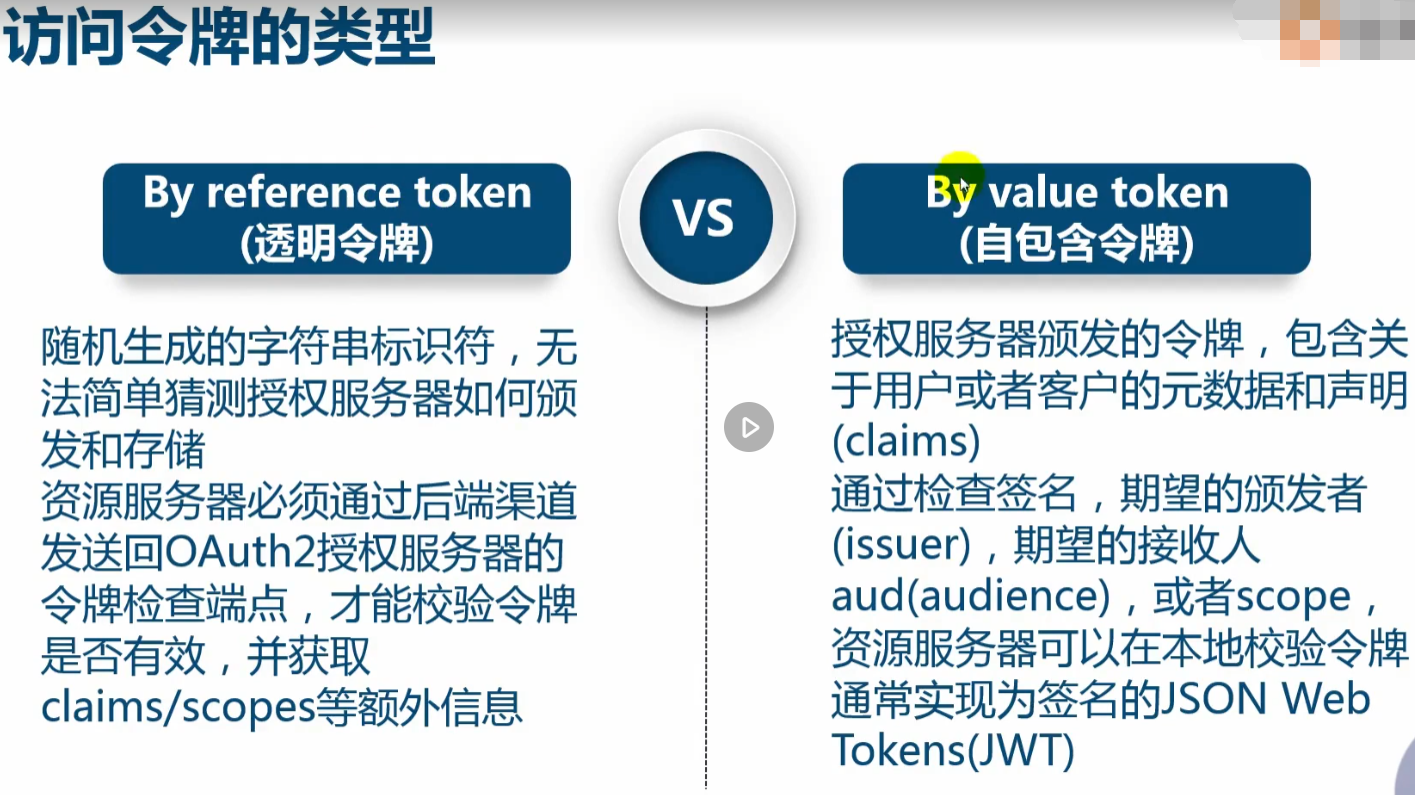 访问令牌的类型
By reference token
(透明令牌)
VS
By value token
(自包含令牌)
随机生成的字符串标识符，无
法简单猜测授权服务器如何颁
发和存储
资源服务器必须通过后端渠道
发送回OAuth2授权服务器的
令牌检查端点，才能校验令牌
是否有效，并获取
claims/scopes等额外信息
授权服务器颁发的令牌，包含关
于用户或者客户的元数据和声明
(claims)
通过检查签名，期望的颁发者
(issuer)，期望的接收人
aud(audience)，或者scope，
资源服务器可以在本地校验令牌
通常实现为签名的JSON Web
Tokens(JWT)